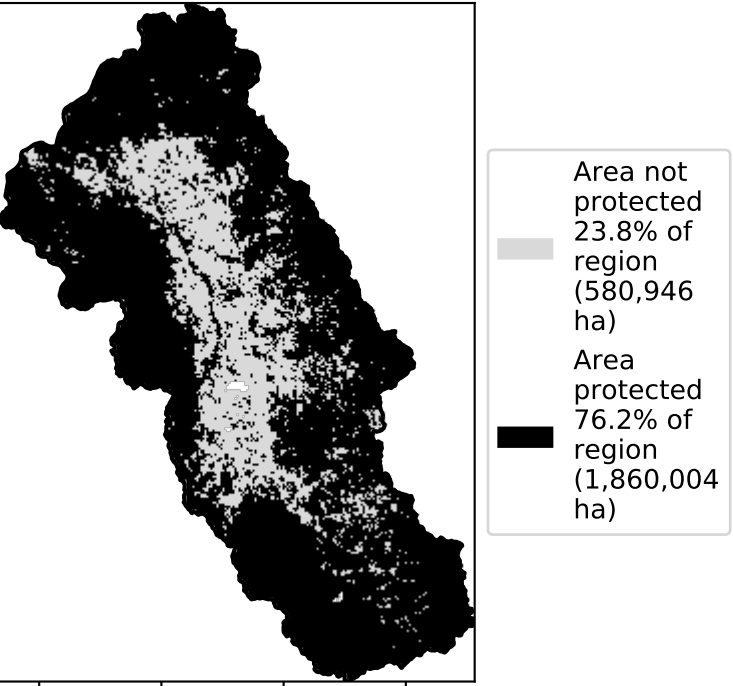 Area not
protected
23.8% of
region
(580,946
ha)
Area
protected
76.2% of
region
(1,860,004
ha)